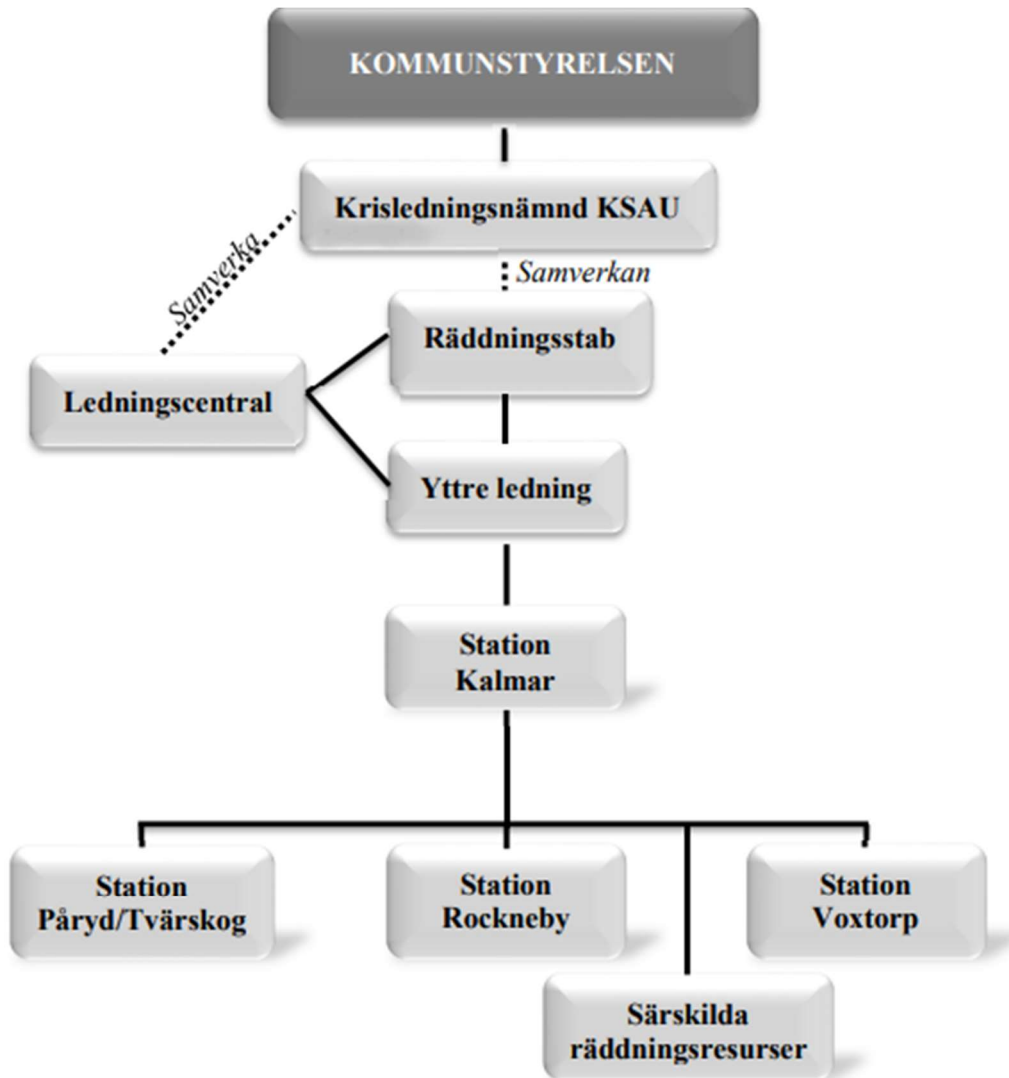 KOMMUNSTYRELSEN
Krisledningsnämnd KSAU
Samverka
Samverkan
Räddningsstab
Ledningscentral
Yttre ledning
Station
Kalmar
Station
Påryd/Tvärskog
Station
Rockneby
Station
Voxtorp
Särskilda
räddningsresurser